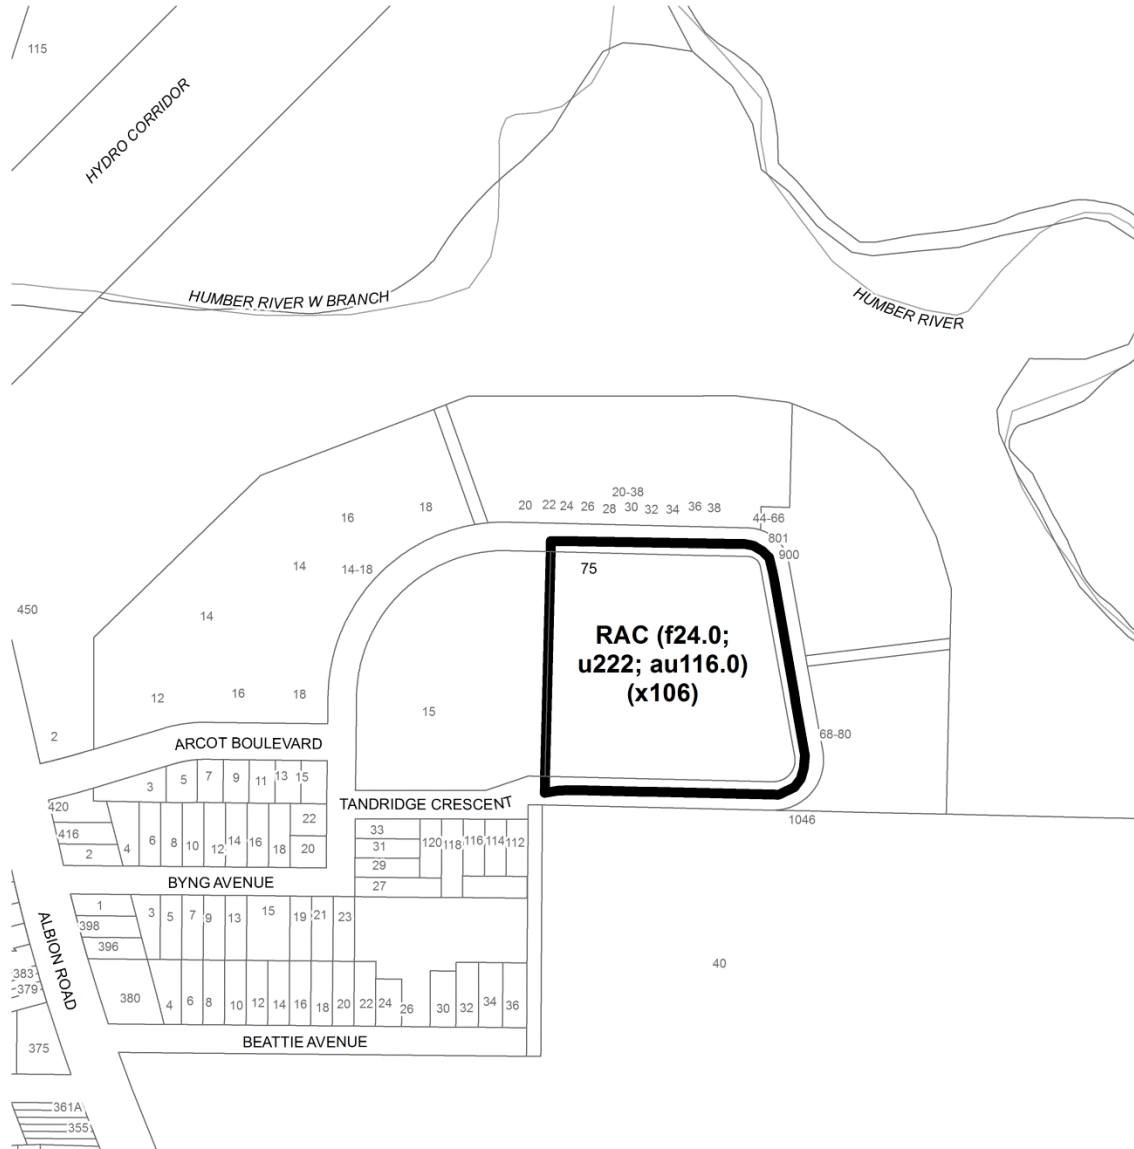 115
HYDRO CORRIDOR
HUMBER RIVER W BRANCH
HUMBER RIVER
20-38
20 22 24 26 28 30 32 34 36 38
16
18
44-66
801
900
14
14-18
75
450
14
RAC (f24.0;
u222; au116.0)
(x106)
12
16
18
15
2
68-80
ARCOT BOULEVARD
3 5 7 9 11 13 15
TANDRIDGE CRESCENT
420
1046
416
2
4 6 8 10 12 14 16 18
22
20
33
31
29
27
120 118 116 114 112
BYNG AVENUE
1
398
396
3 5 7 9 13 15 19 21 23
ALBION ROAD
40
383
379
380
4 6 8 10 12 14 16 18 20 22 24 26 30 32 34 36
375
BEATTIE AVENUE
361A
355